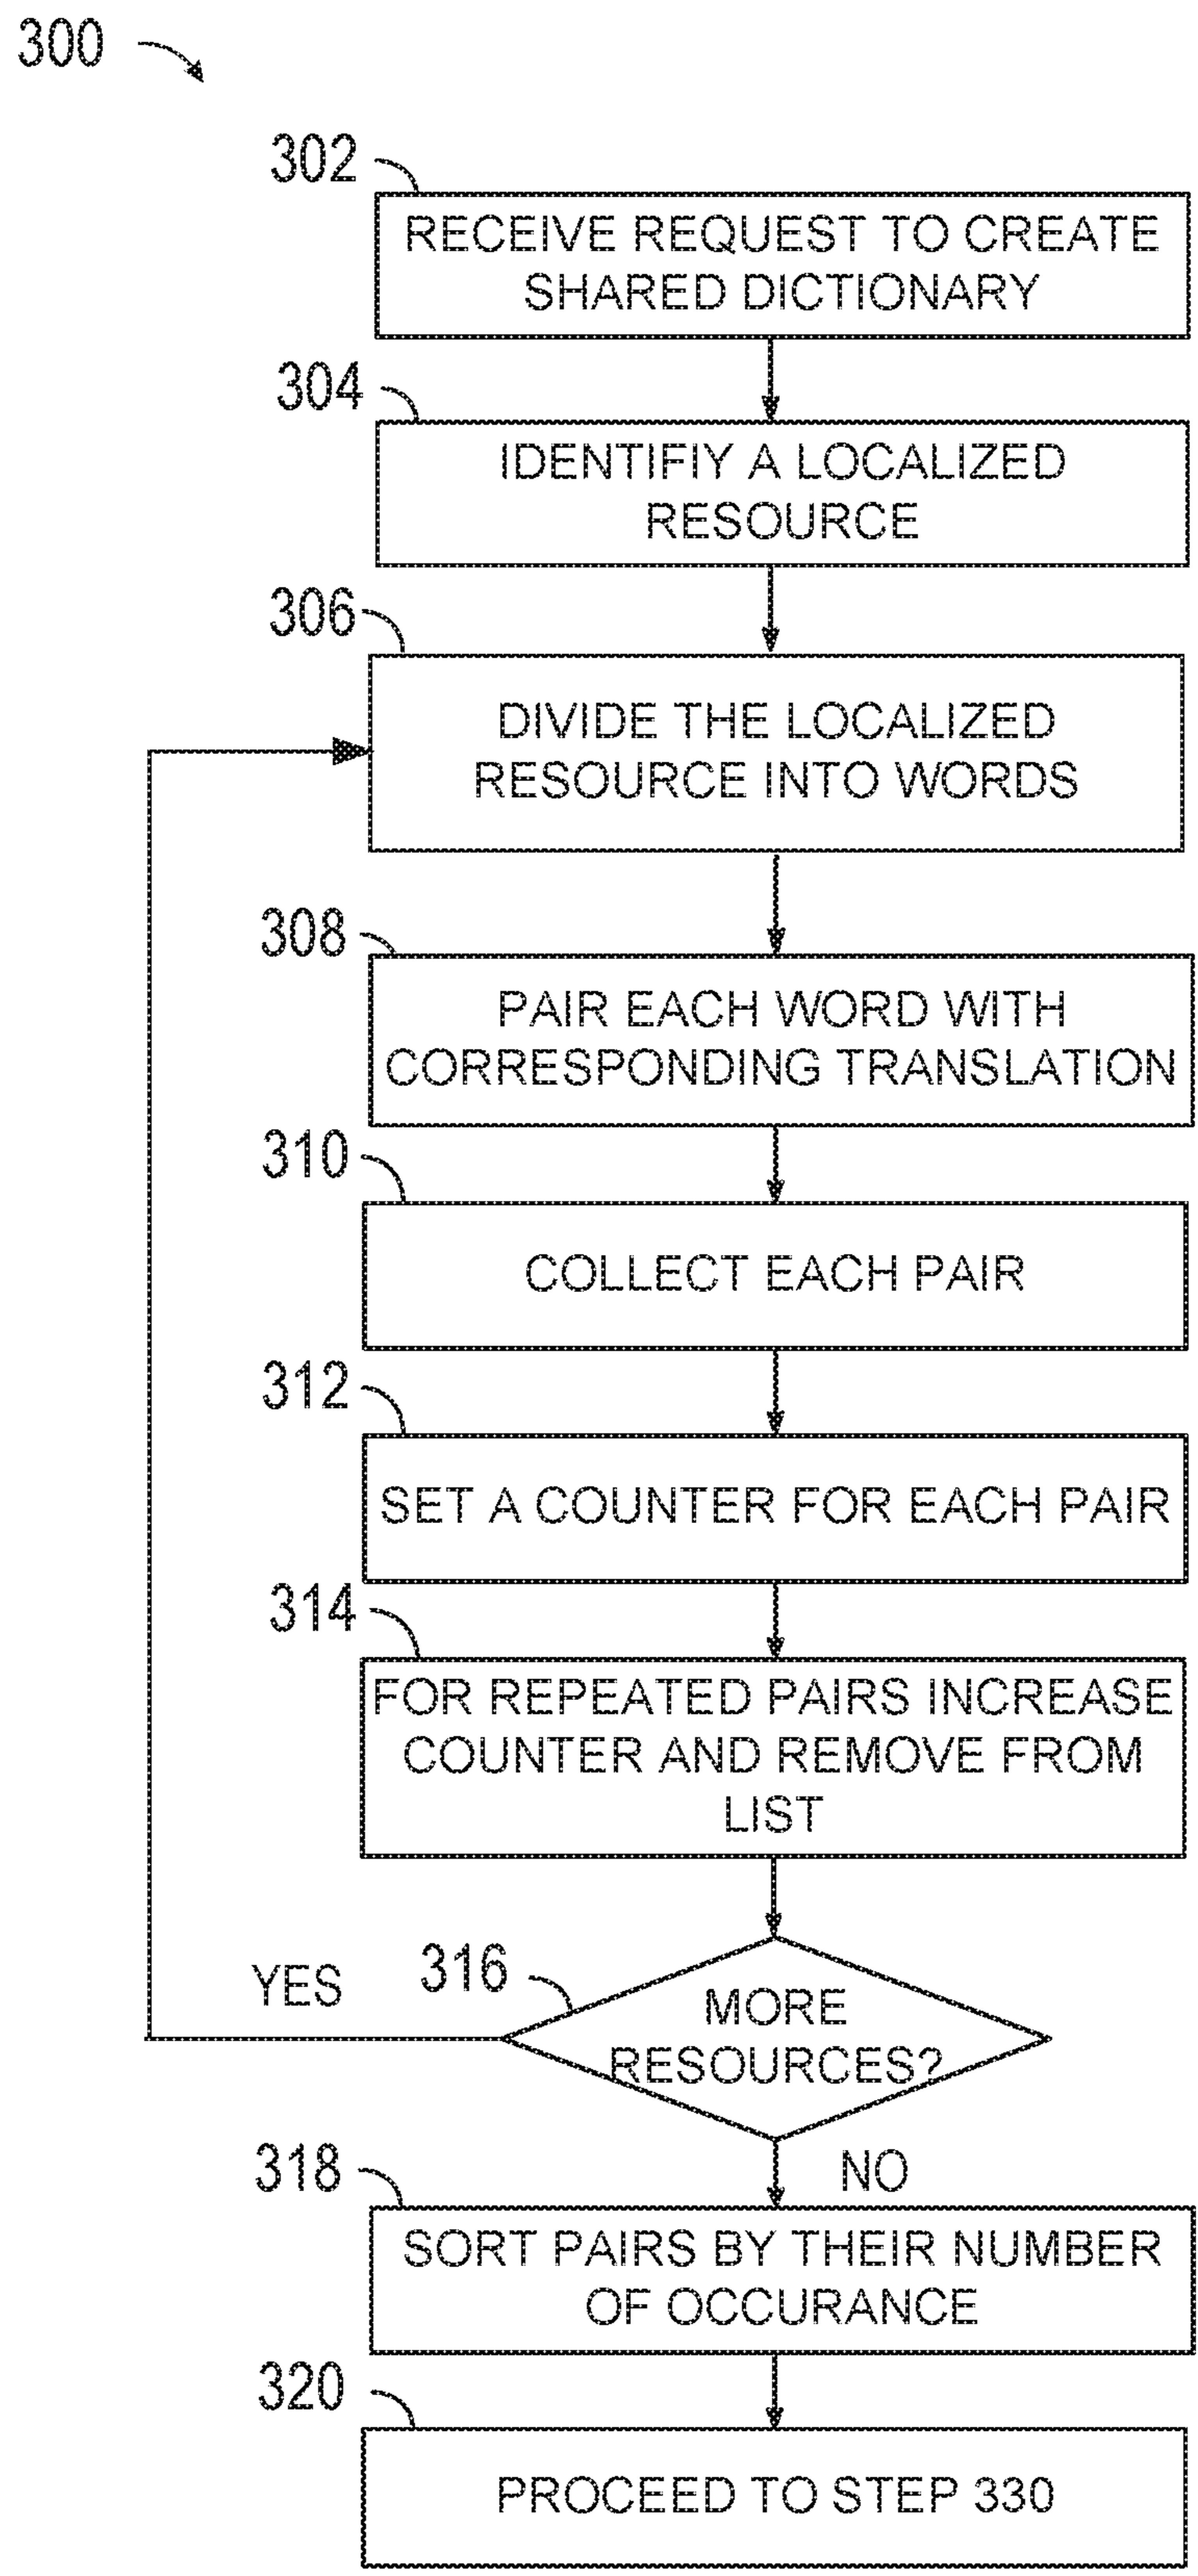 300
302
RECEIVE REQUEST TO CREATE
SHARED DICTIONARY
304
IDENTIFIY A LOCALIZED
RESOURCE
306
DIVIDE THE LOCALIZED
RESOURCE INTO WORDS
308
PAIR EACH WORD WITH
CORRESPONDING TRANSLATION
310
COLLECT EACH PAIR
312
SET A COUNTER FOR EACH PAIR
314
FOR REPEATED PAIRS INCREASE
COUNTER AND REMOVE FROM
LIST
YES
316
MORE
RESOURCES?
NO
318
SORT PAIRS BY THEIR NUMBER
OF OCCURANCE
320
PROCEED TO STEP 330